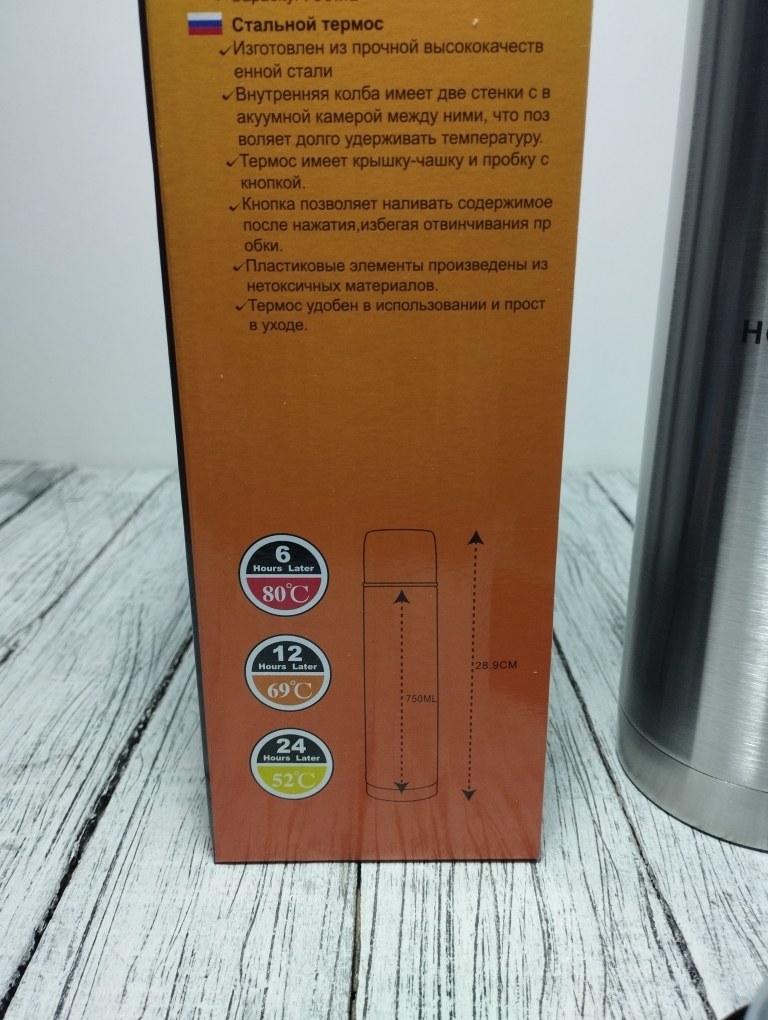 Стальной термос
✓Изготовлен из прочной высококачеств
енной стали
✓Внутренняя колба имеет две стенки с в
акуумной камерой между ними, что поз
воляет долго удерживать температуру.
✓Термос имеет крышку-чашку и пробку с
кнопкой.
✓Кнопка позволяет наливать содержимое
после нажатия,избегая отвинчивания пр
обки.
✓Пластиковые элементы произведены из
нетоксичных материалов.
✓Термос удобен в использовании и прост
в уходе.
6
Hours Later
80°C
12
Hours Later
69°C
24
Hours Later
52°C
750ML
28.9CM